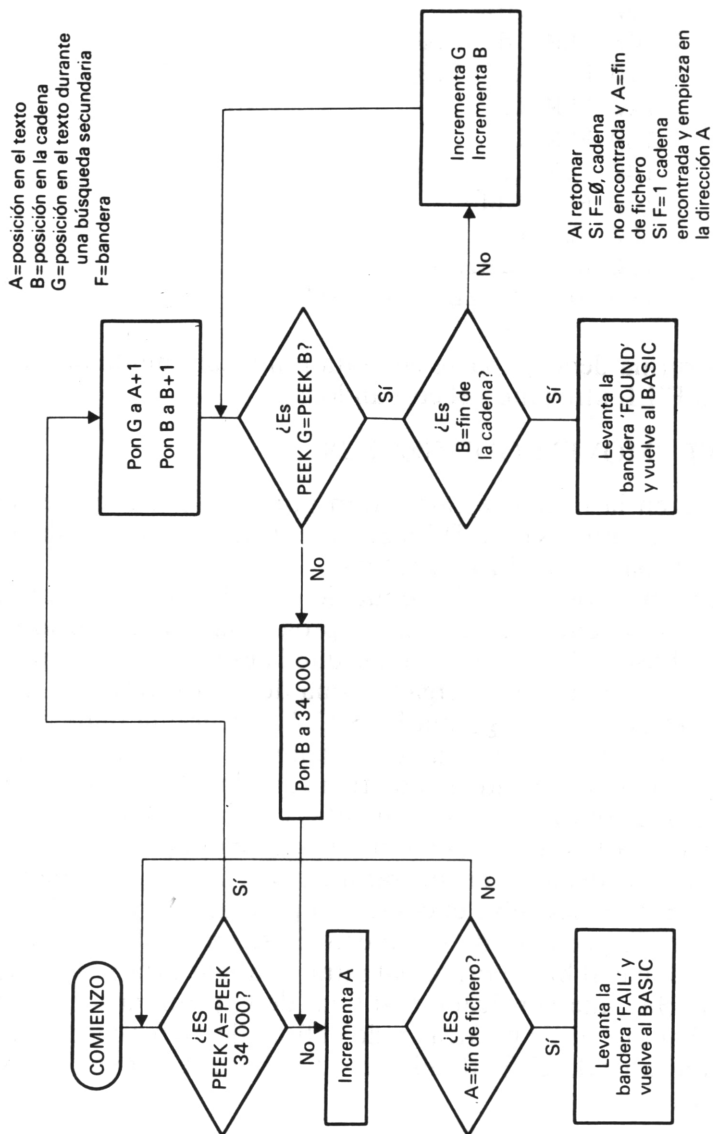 A=posición en el texto
B=posición en la cadena
G=posición en el texto durante
una búsqueda secundaria
F=bandera
COMIENZO
¿ES
PEEK A=PEEK
34 000?
Sí
No
Incrementa A
¿ES
A=fin de fichero?
No
Sí
Levanta la
bandera 'FAIL' y
vuelve al BASIC
Pon B a 34 000
Pon G a A+1
Pon B a B+1
¿Es
PEEK G=PEEK B?
No
Sí
¿Es
B=fin de
la cadena?
No
Sí
Incrementa G
Incrementa B
Levanta la
bandera 'FOUND'
y vuelve al BASIC
Al retornar
Si F=Ø, cadena
no encontrada y A=fin
de fichero
Si F=1 cadena
encontrada y empieza en
la dirección A